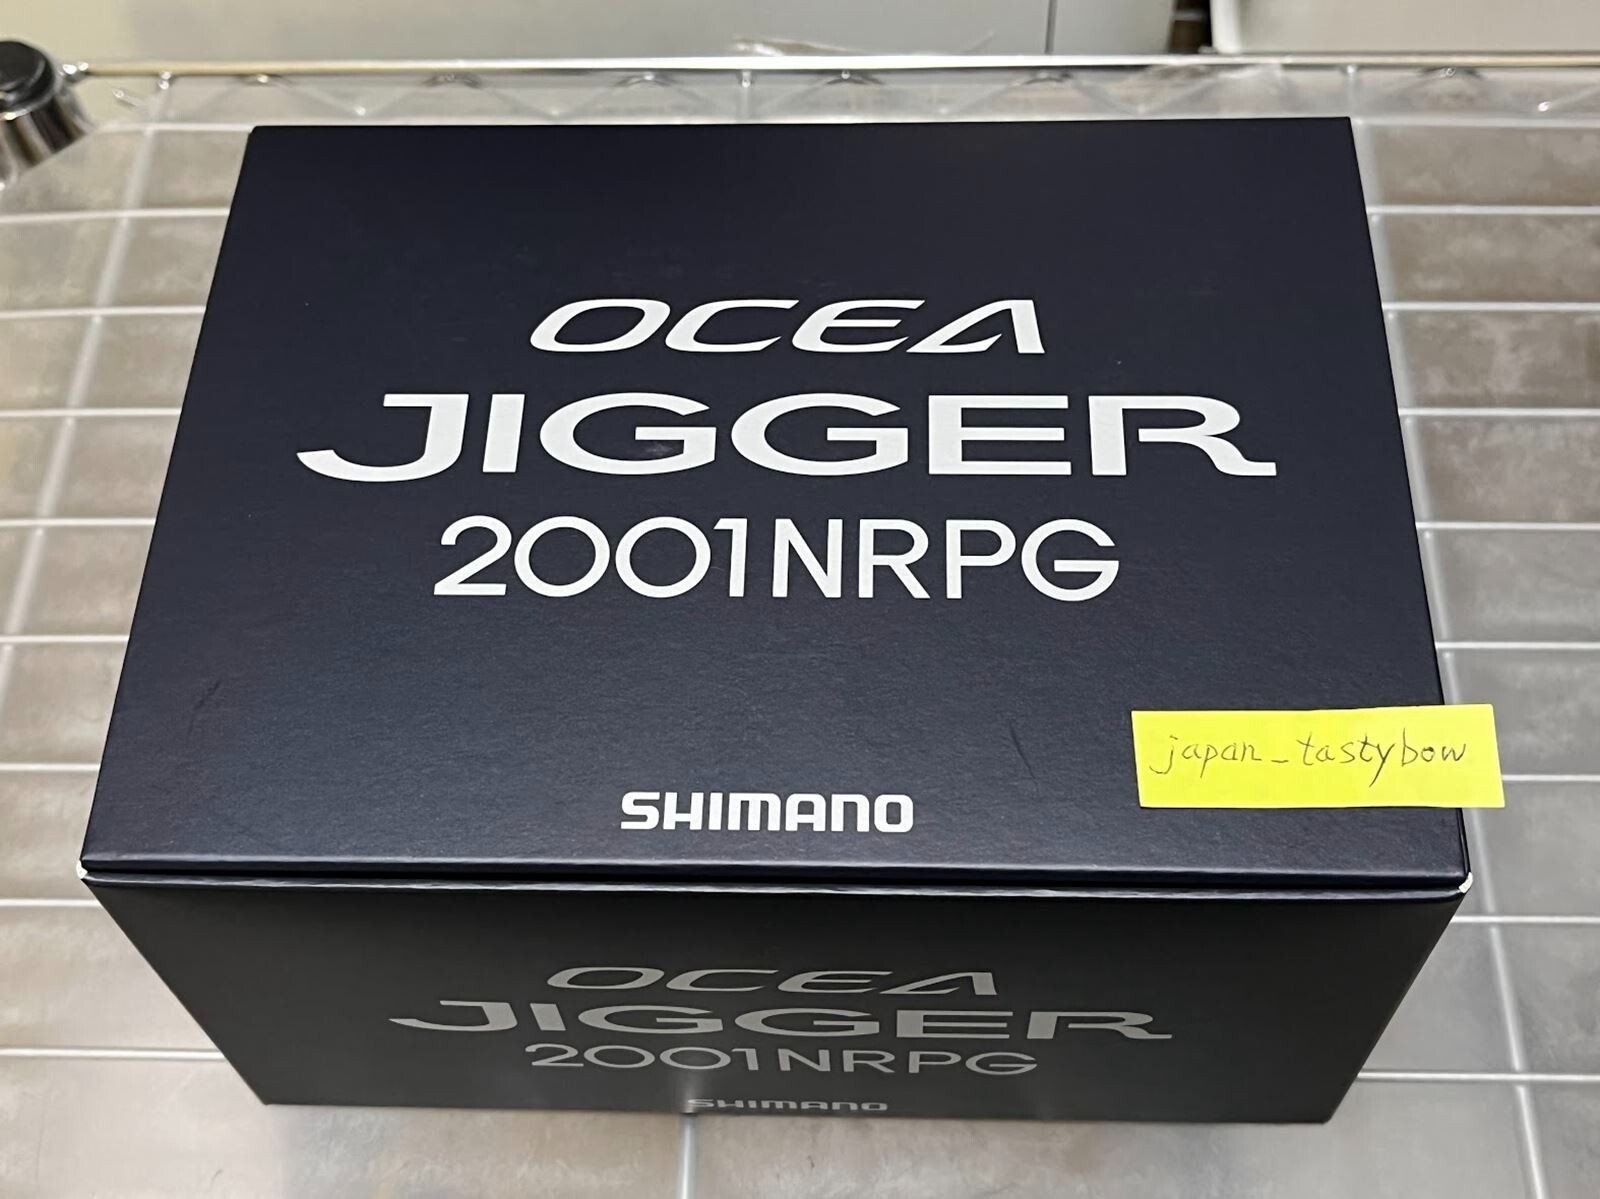 OCEA
JIGGER
2001NRPG
japan_tastybow
SHIMANO
OCEA
JIGGER
2001NRPG
SHIMANO